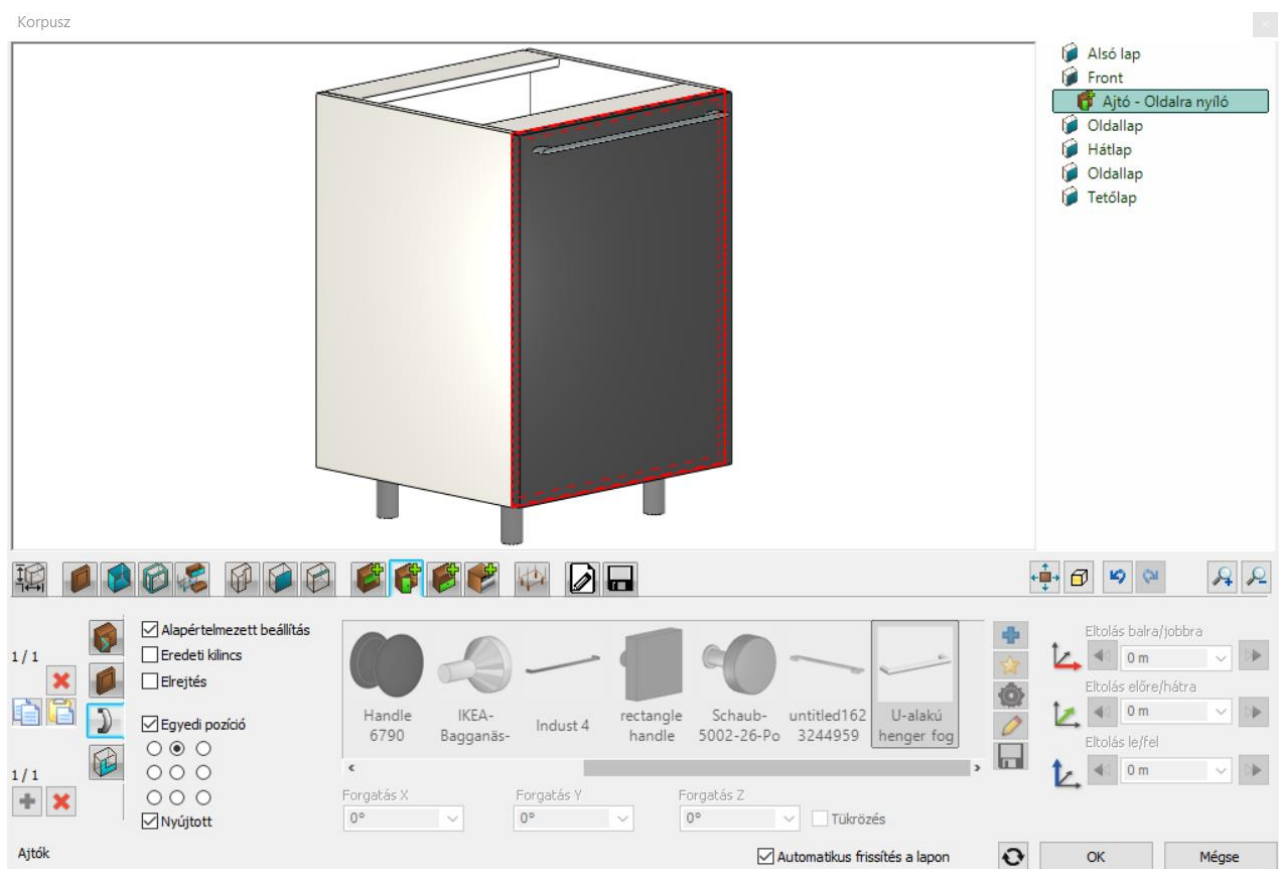 Korpusz
Alsó lap
Front
Ajtó - Oldalra nyíló
Oldallap
Hátlap
Oldallap
Tetőlap
1 / 1
1 / 1
Alapértelmezett beállítás
Eredeti kilincs
Elrejtés
Egyedi pozíció
Nyújtott
Handle
6790
IKEA-
Bagganäs-
Indust 4
rectangle
handle
Schaub-
5002-26-Po
untitled162
3244959
U-alakú
henger fog
Forgatás X
0°
Forgatás Y
0°
Forgatás Z
0°
Tükrözés
Eltolás balra/jobbra
0 m
Eltolás előre/hátra
0 m
Eltolás le/fel
0 m
Ajtók
Automatikus frissítés a lapon
OK
Mégse